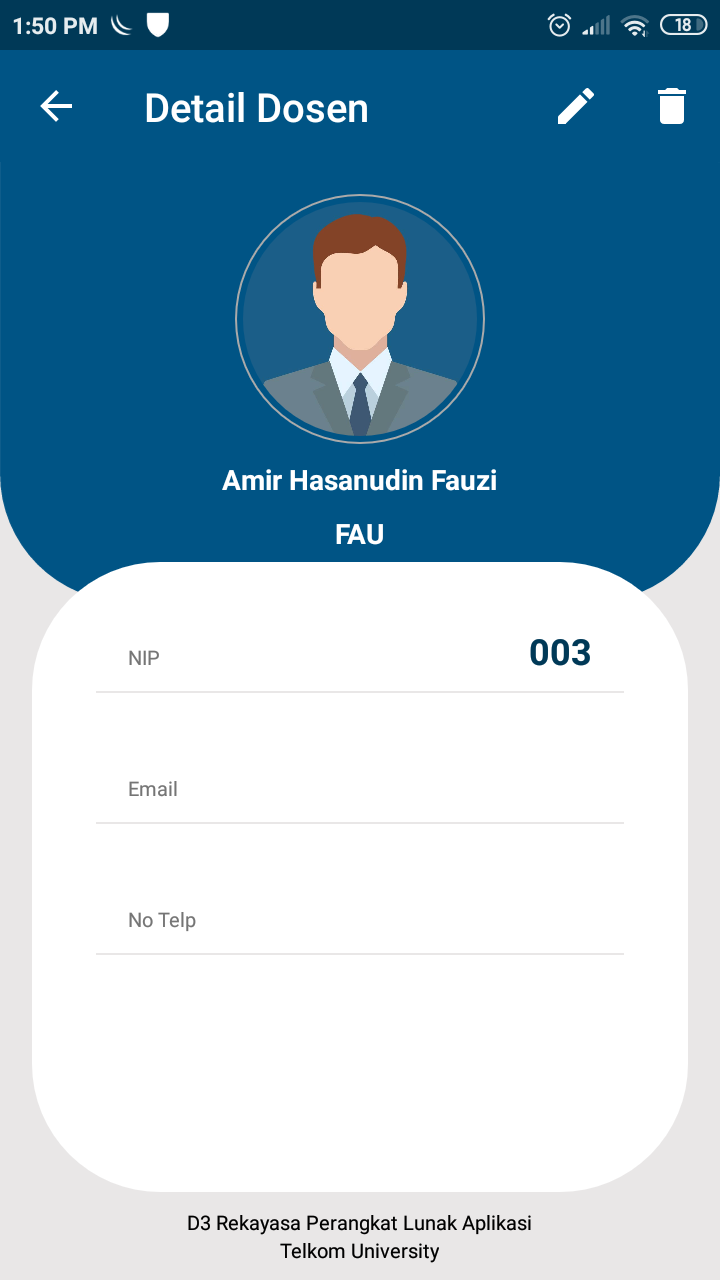 1:50 PM
18
Detail Dosen
Amir Hasanudin Fauzi
FAU
NIP 003
Email
No Telp
D3 Rekayasa Perangkat Lunak Aplikasi
Telkom University